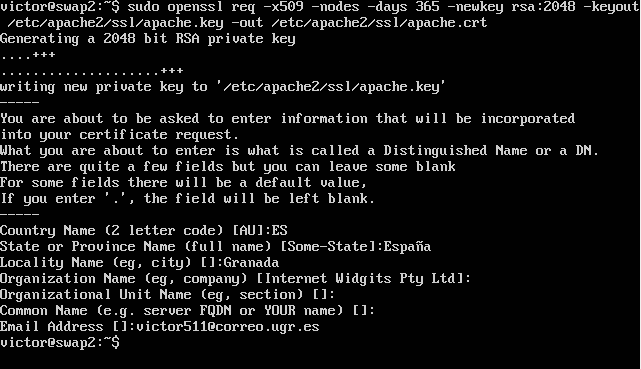 victor@swap2:~$ sudo openssl req -x509 -nodes -days 365 -newkey rsa:2048 -keyout
 /etc/apache2/ssl/apache.key -out /etc/apache2/ssl/apache.crt
Generating a 2048 bit RSA private key
....+++
....................+++
writing new private key to '/etc/apache2/ssl/apache.key'
-----
You are about to be asked to enter information that will be incorporated
into your certificate request.
What you are about to enter is what is called a Distinguished Name or a DN.
There are quite a few fields but you can leave some blank
For some fields there will be a default value,
If you enter '.', the field will be left blank.
-----
Country Name (2 letter code) [AU]:ES
State or Province Name (full name) [Some-State]:España
Locality Name (eg, city) []:Granada
Organization Name (eg, company) [Internet Widgits Pty Ltd]:
Organizational Unit Name (eg, section) []:
Common Name (e.g. server FQDN or YOUR name) []:
Email Address []:victor511@correo.ugr.es
victor@swap2:~$